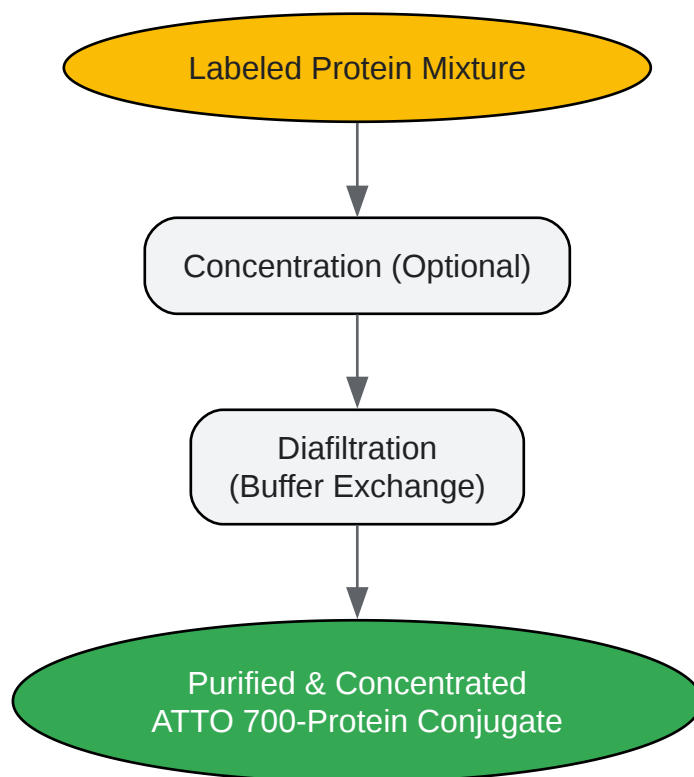 Labeled Protein Mixture
Concentration (Optional)
Diafiltration
(Buffer Exchange)
Purified & Concentrated
ATTO 700-Protein Conjugate